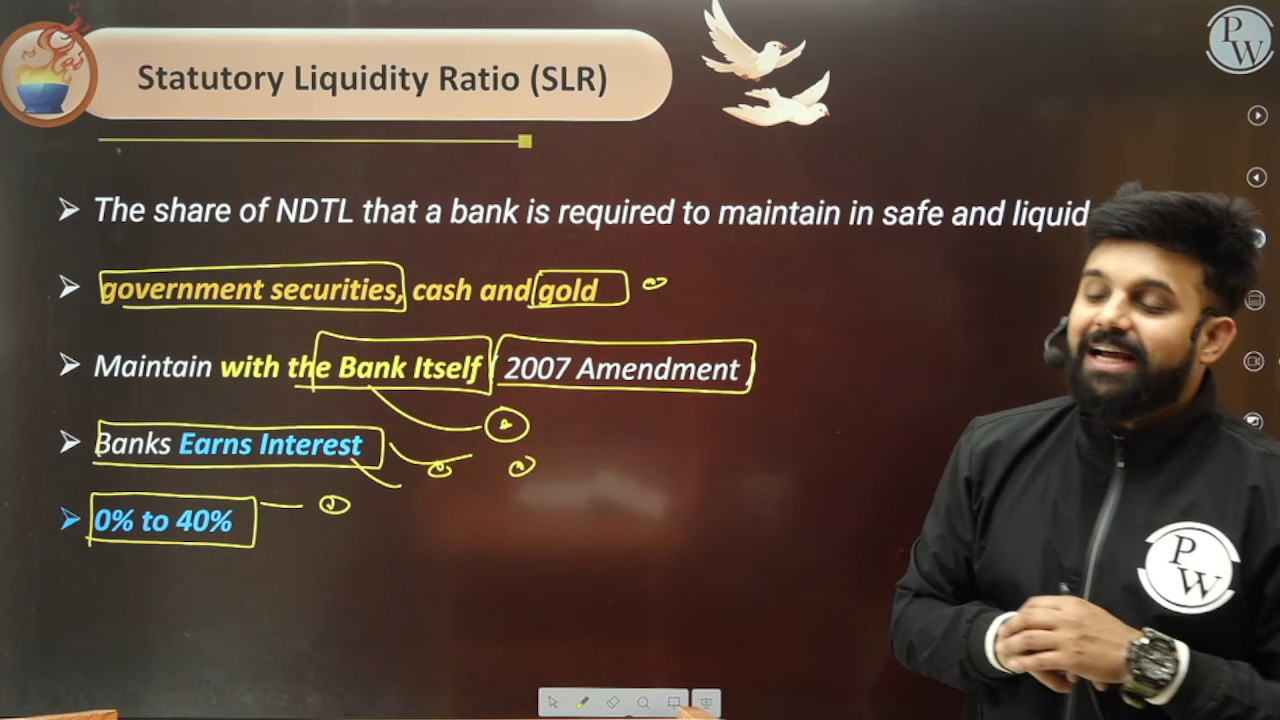 Statutory Liquidity Ratio (SLR)
PW
The share of NDTL that a bank is required to maintain in safe and liquid
government securities, cash and gold
Maintain with the Bank Itself 2007 Amendment
Banks Earns Interest
0% to 40%
PW